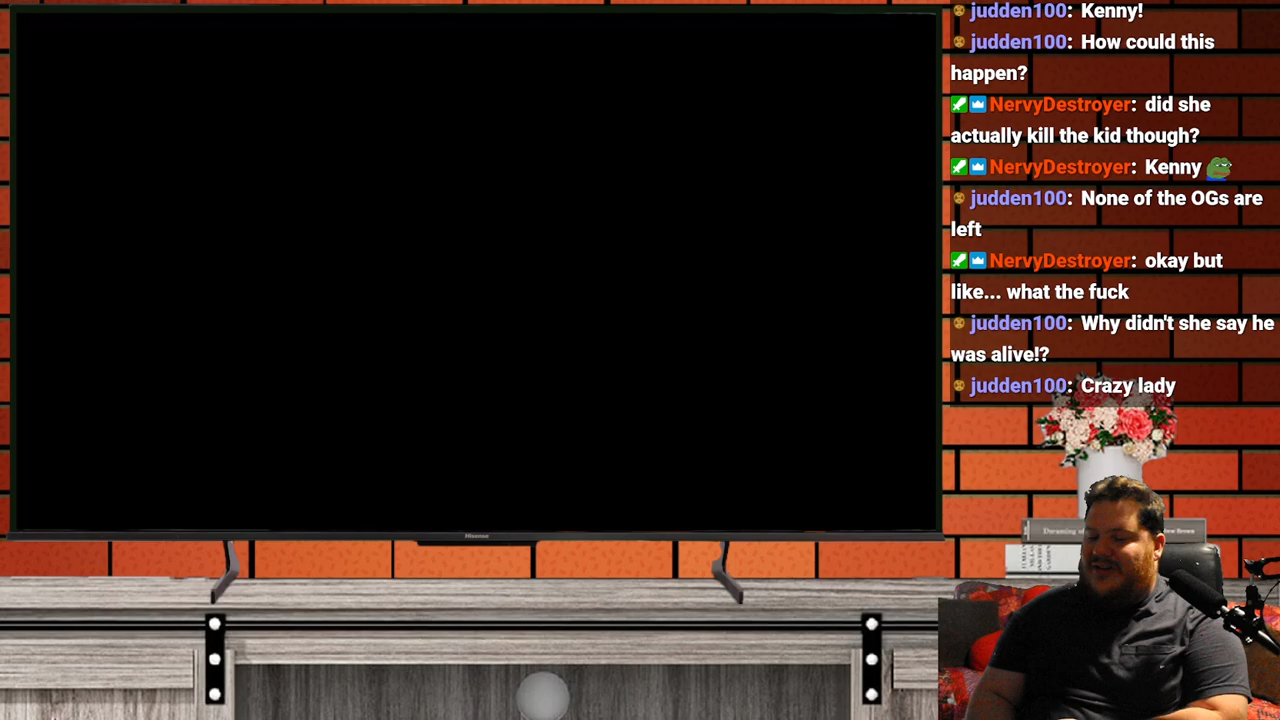 judden100: Kenny!
judden100: How could this
happen?
NervyDestroyer: did she
actually kill the kid though?
NervyDestroyer: Kenny
judden100: None of the OGs are
left
NervyDestroyer: okay but
like... what the fuck
judden100: Why didn't she say he
was alive!?
judden100: Crazy lady
Hisense